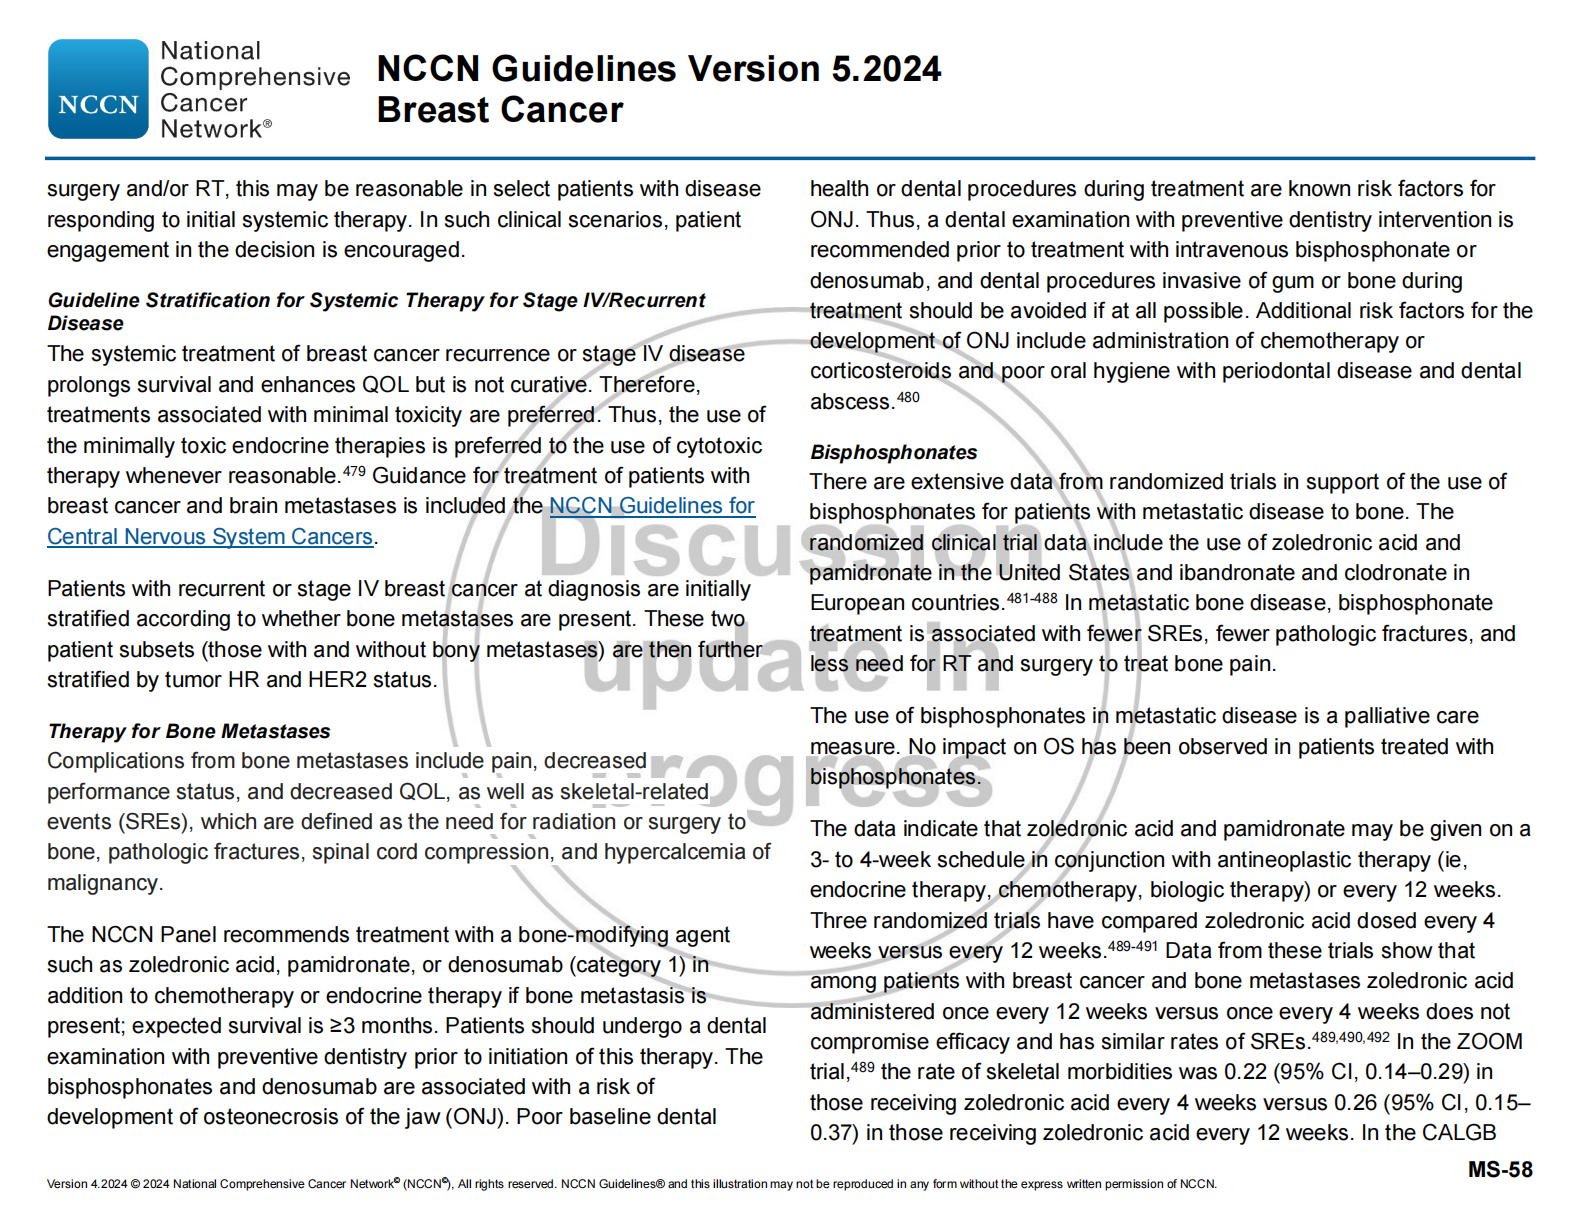 National
Comprehensive
Cancer
Network®
NCCN
NCCN Guidelines Version 5.2024
Breast Cancer
surgery and/or RT, this may be reasonable in select patients with disease
responding to initial systemic therapy. In such clinical scenarios, patient
engagement in the decision is encouraged.
Guideline Stratification for Systemic Therapy for Stage IV/Recurrent
Disease
The systemic treatment of breast cancer recurrence or stage IV disease
prolongs survival and enhances QOL but is not curative. Therefore,
treatments associated with minimal toxicity are preferred. Thus, the use of
the minimally toxic endocrine therapies is preferred to the use of cytotoxic
therapy whenever reasonable.479 Guidance for treatment of patients with
breast cancer and brain metastases is included the NCCN Guidelines for
Central Nervous System Cancers.
Patients with recurrent or stage IV breast cancer at diagnosis are initially
stratified according to whether bone metastases are present. These two
patient subsets (those with and without bony metastases) are then further
stratified by tumor HR and HER2 status.
Therapy for Bone Metastases
Complications from bone metastases include pain, decreased
performance status, and decreased QOL, as well as skeletal-related
events (SREs), which are defined as the need for radiation or surgery to
bone, pathologic fractures, spinal cord compression, and hypercalcemia of
malignancy.
The NCCN Panel recommends treatment with a bone-modifying agent
such as zoledronic acid, pamidronate, or denosumab (category 1) in
addition to chemotherapy or endocrine therapy if bone metastasis is
present; expected survival is ≥3 months. Patients should undergo a dental
examination with preventive dentistry prior to initiation of this therapy. The
bisphosphonates and denosumab are associated with a risk of
development of osteonecrosis of the jaw (ONJ). Poor baseline dental
health or dental procedures during treatment are known risk factors for
ONJ. Thus, a dental examination with preventive dentistry intervention is
recommended prior to treatment with intravenous bisphosphonate or
denosumab, and dental procedures invasive of gum or bone during
treatment should be avoided if at all possible. Additional risk factors for the
development of ONJ include administration of chemotherapy or
corticosteroids and poor oral hygiene with periodontal disease and dental
abscess.480
Bisphosphonates
There are extensive data from randomized trials in support of the use of
bisphosphonates for patients with metastatic disease to bone. The
randomized clinical trial data include the use of zoledronic acid and
pamidronate in the United States and ibandronate and clodronate in
European countries.481-488 In metastatic bone disease, bisphosphonate
treatment is associated with fewer SREs, fewer pathologic fractures, and
less need for RT and surgery to treat bone pain.
The use of bisphosphonates in metastatic disease is a palliative care
measure. No impact on OS has been observed in patients treated with
bisphosphonates.
The data indicate that zoledronic acid and pamidronate may be given on a
3- to 4-week schedule in conjunction with antineoplastic therapy (ie,
endocrine therapy, chemotherapy, biologic therapy) or every 12 weeks.
Three randomized trials have compared zoledronic acid dosed every 4
weeks versus every 12 weeks.489-491 Data from these trials show that
among patients with breast cancer and bone metastases zoledronic acid
administered once every 12 weeks versus once every 4 weeks does not
compromise efficacy and has similar rates of SREs.489,490,492 In the ZOOM
trial,489 the rate of skeletal morbidities was 0.22 (95% CI, 0.14–0.29) in
those receiving zoledronic acid every 4 weeks versus 0.26 (95% CI, 0.15–
0.37) in those receiving zoledronic acid every 12 weeks. In the CALGB
Discussion
update in
progress
MS-58
Version 4.2024 © 2024 National Comprehensive Cancer Network© (NCCN©), All rights reserved. NCCN Guidelines® and this illustration may not be reproduced in any form without the express written permission of NCCN.